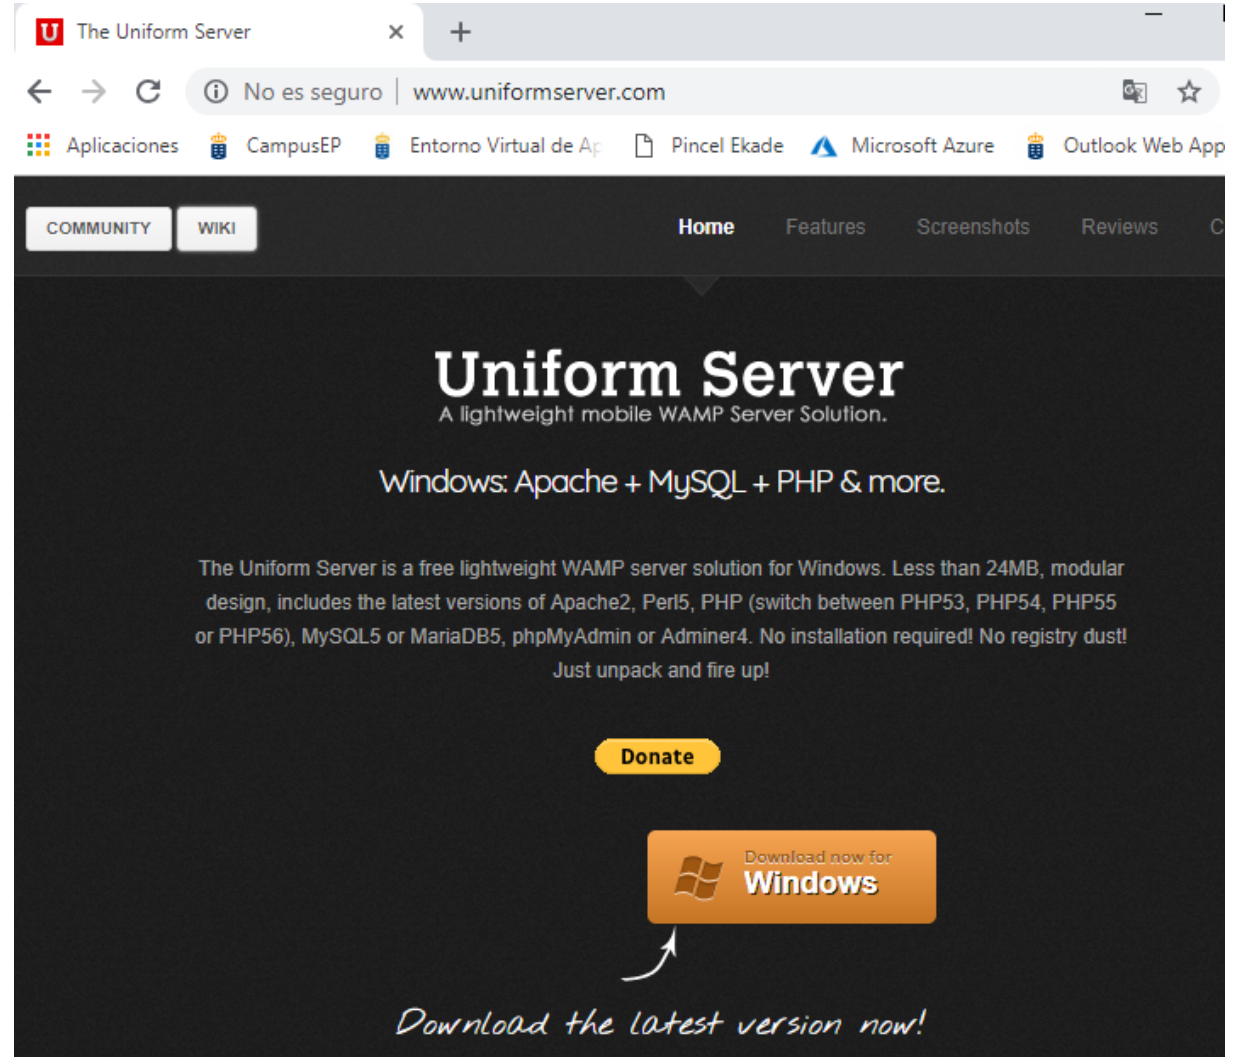 The Uniform Server
No es seguro www.uniformserver.com
Aplicaciones CampusEP Entorno Virtual de Ap Pincel Ekade Microsoft Azure Outlook Web App
COMMUNITY WIKI Home Features Screenshots Reviews C
Uniform Server
A lightweight mobile WAMP Server Solution.
Windows: Apache + MySQL + PHP & more.
The Uniform Server is a free lightweight WAMP server solution for Windows. Less than 24MB, modular
design, includes the latest versions of Apache2, Perl5, PHP (switch between PHP53, PHP54, PHP55
or PHP56), MySQL5 or MariaDB5, phpMyAdmin or Adminer4. No installation required! No registry dust!
Just unpack and fire up!
Donate
Download now for
Windows
Download the latest version now!